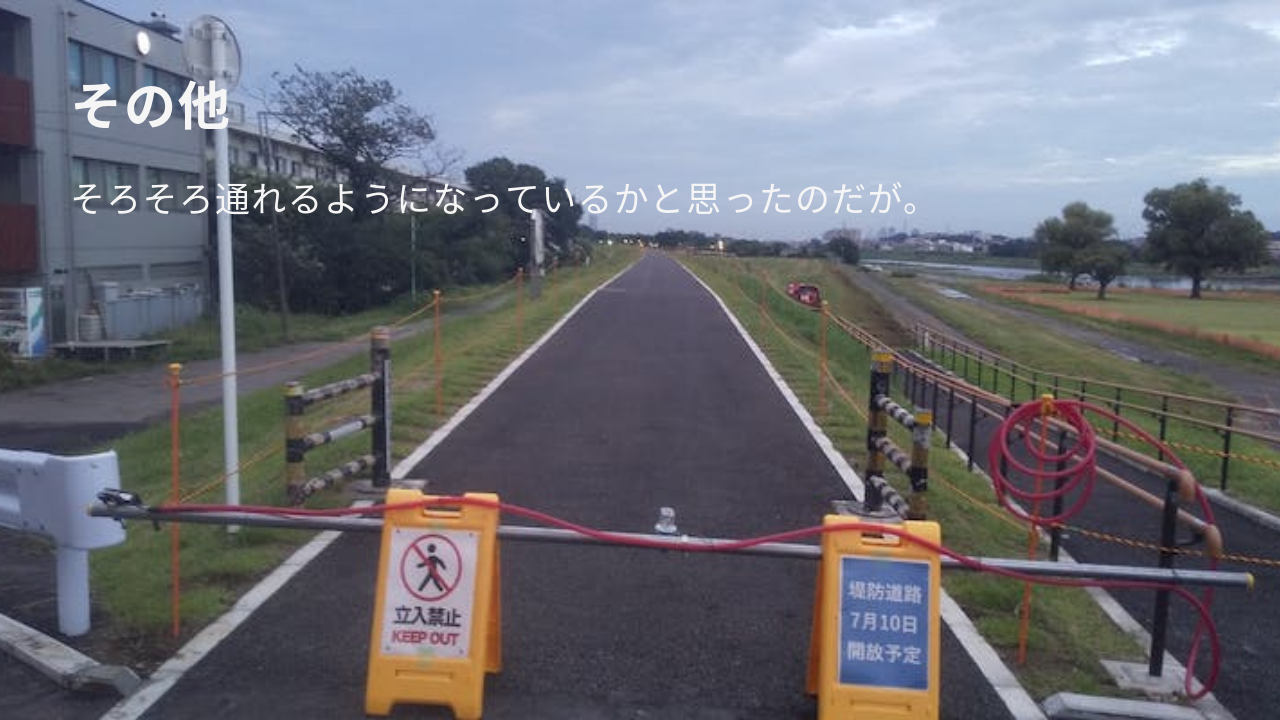 その他
そろそろ通れるようになっているかと思ったのだが。
立入禁止
KEEP OUT
堤防道路
7月10日
開放予定